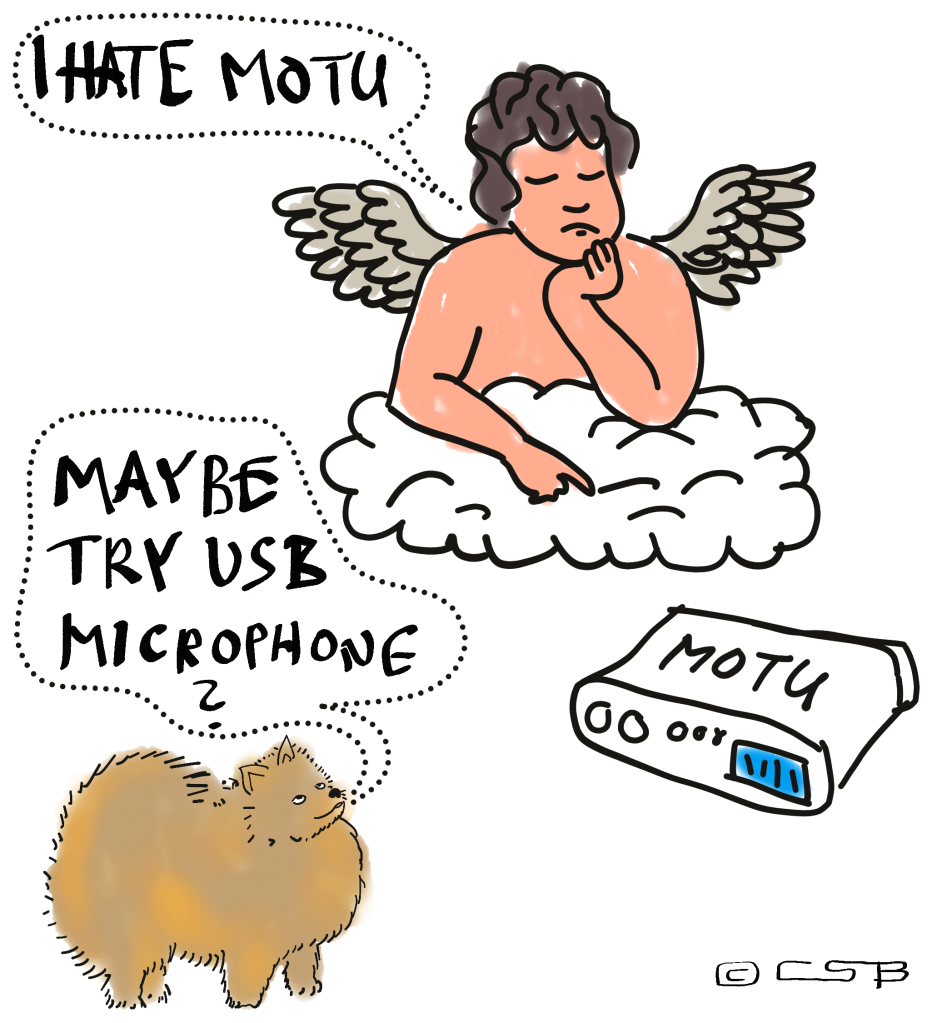 I HATE MOTU
MAYBE
TRY USB
MICROPHONE
?
MOTU
© CSB